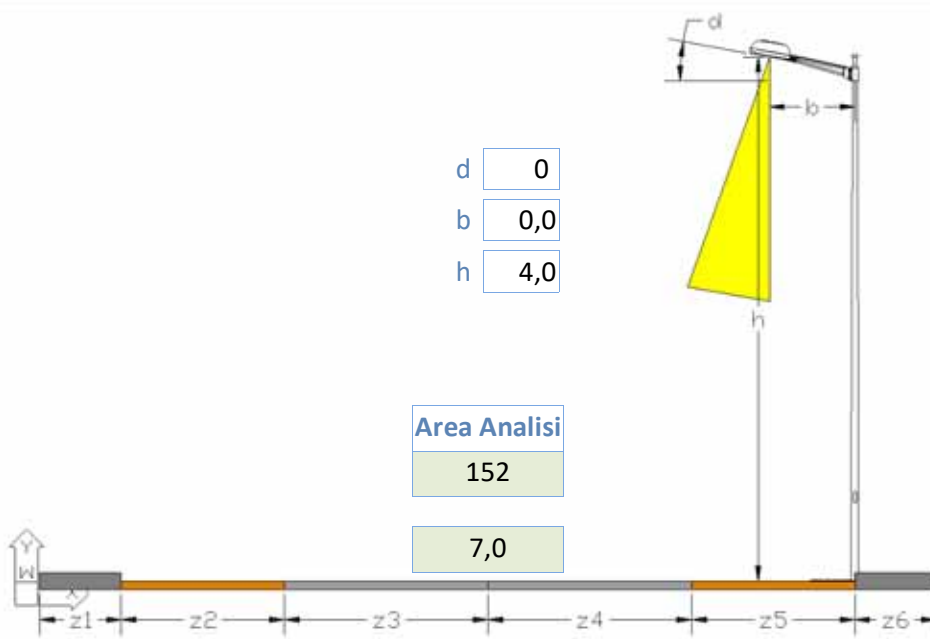 d
b
d 0
b 0,0
h 4,0
h
Area Analisi
152
7,0
Y
W
X
z1 z2 z3 z4 z5 z6